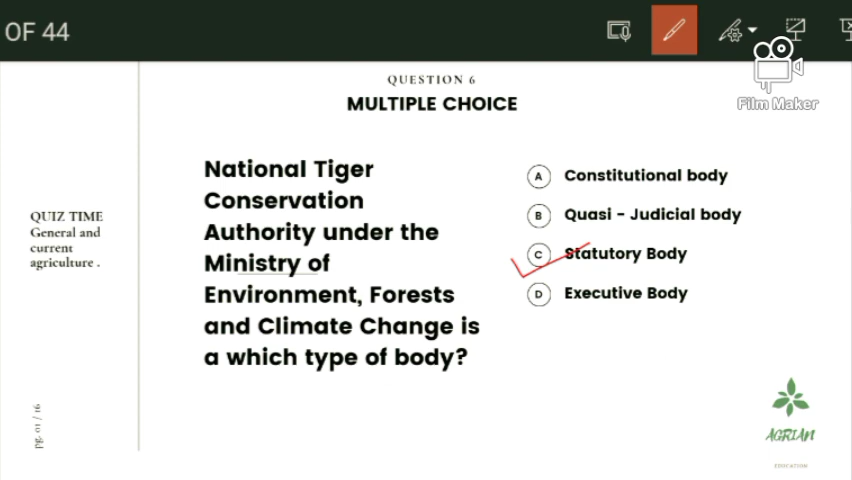 OF 44
Film Maker
QUESTION 6
MULTIPLE CHOICE
National Tiger
Conservation
Authority under the
Ministry of
Environment, Forests
and Climate Change is
a which type of body?
A Constitutional body
B Quasi - Judicial body
C Statutory Body
D Executive Body
QUIZ TIME
General and
current
agriculture .
pg. 01 / 16
AGRIAN
EDUCATION